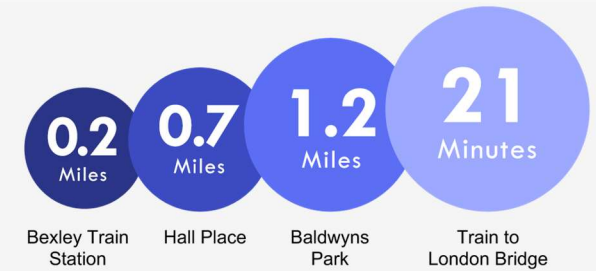 0.2
Miles
0.7
Miles
1.2
Miles
21
Minutes
Bexley Train
Station
Hall Place
Baldwyns
Park
Train to
London Bridge